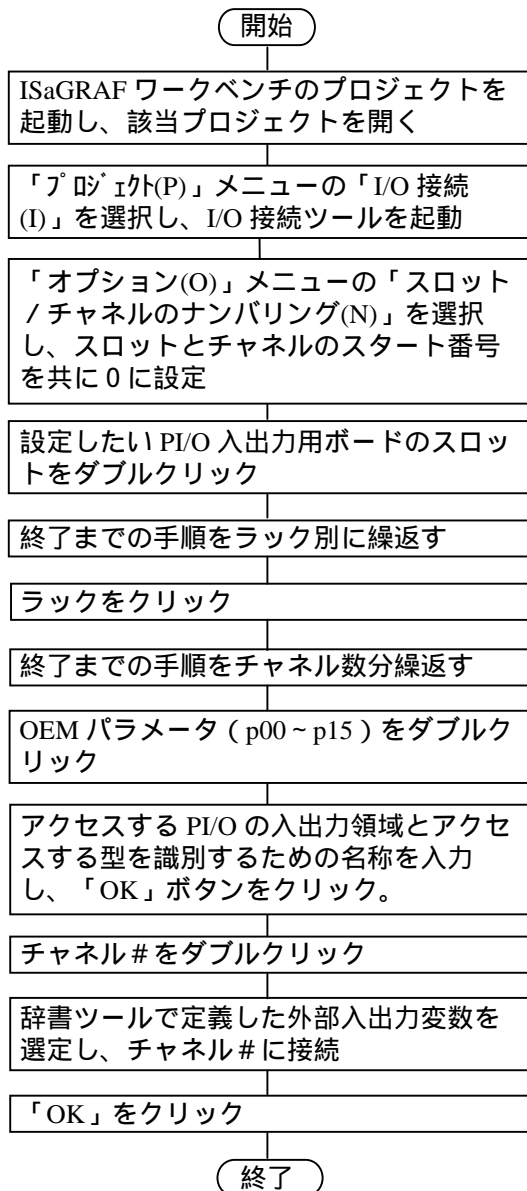 開始
ISaGRAF ワークベンチのプロジェクトを
起動し、該当プロジェクトを開く
「ﾌﾟﾛｼﾞｪｸﾄ(P)」メニューの「I/O 接続
(I)」を選択し、I/O 接続ツールを起動
「オプション(O)」メニューの「スロット
／チャネルのナンバリング(N)」を選択
し、スロットとチャネルのスタート番号
を共に０に設定
設定したい PI/O 入出力用ボードのスロッ
トをダブルクリック
終了までの手順をラック別に繰返す
ラックをクリック
終了までの手順をチャネル数分繰返す
OEM パラメータ（p00～p15）をダブルク
リック
アクセスする PI/O の入出力領域とアクセ
スする型を識別するための名称を入力
し、「OK」ボタンをクリック。
チャネル＃をダブルクリック
辞書ツールで定義した外部入出力変数を
選定し、チャネル＃に接続
「OK」をクリック
終了